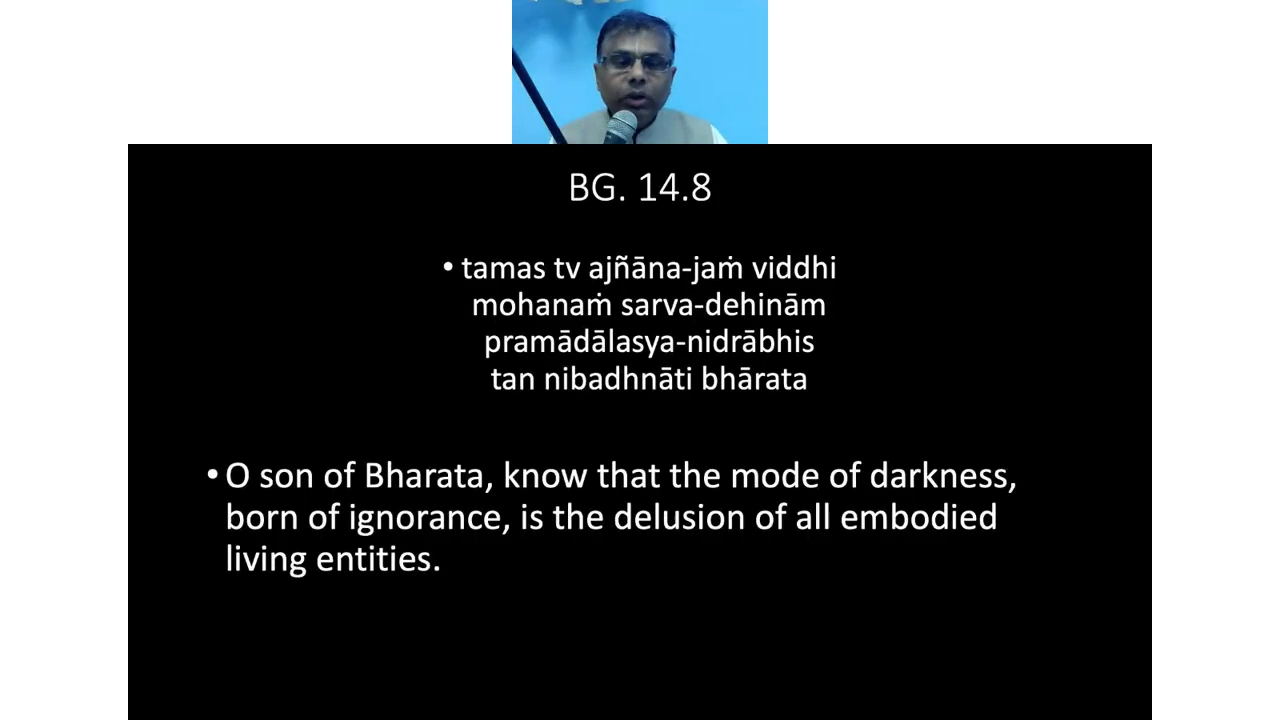 BG. 14.8
• tamas tv ajñāna-jaṁ viddhi
mohanaṁ sarva-dehinām
pramādālasya-nidrābhis
tan nibadhnāti bhārata
• O son of Bharata, know that the mode of darkness,
born of ignorance, is the delusion of all embodied
living entities.